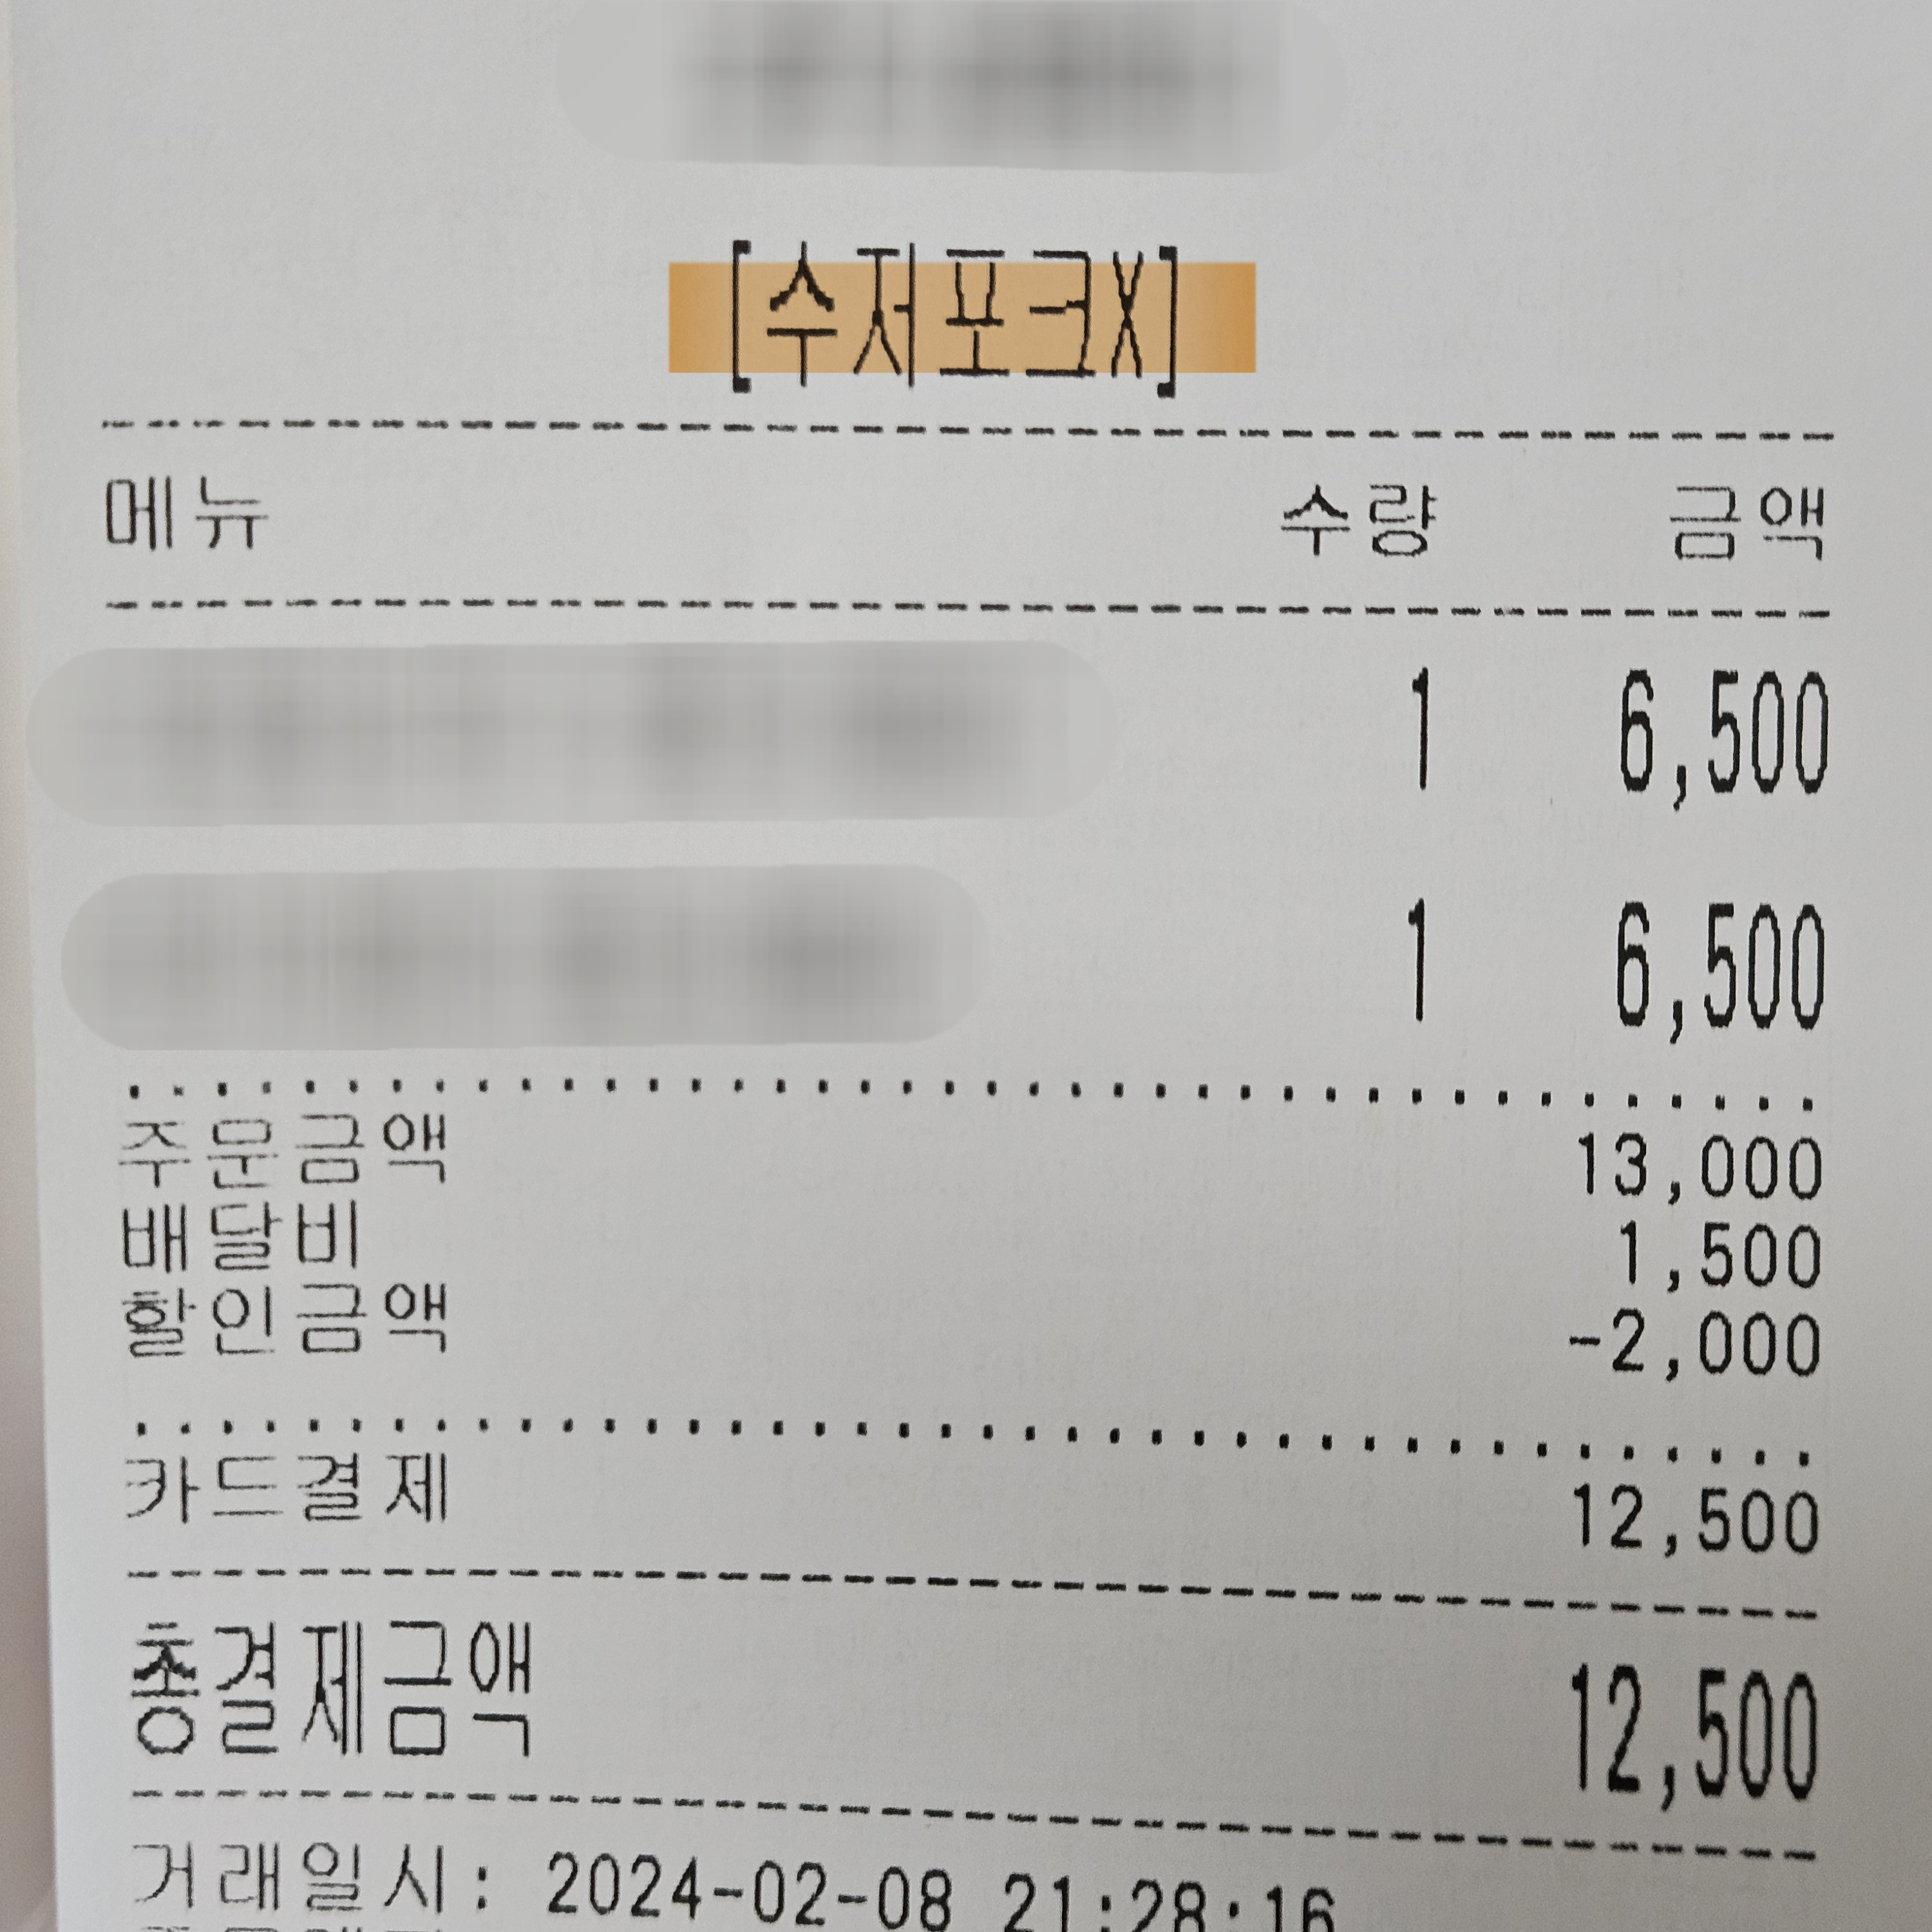 [수저포크X]
메뉴 수량 금액
1 6,500
1 6,500
주문금액 13,000
배달비 1,500
할인금액 -2,000
카드결제 12,500
총결제금액 12,500
거래일시: 2024-02-08 21:28:16